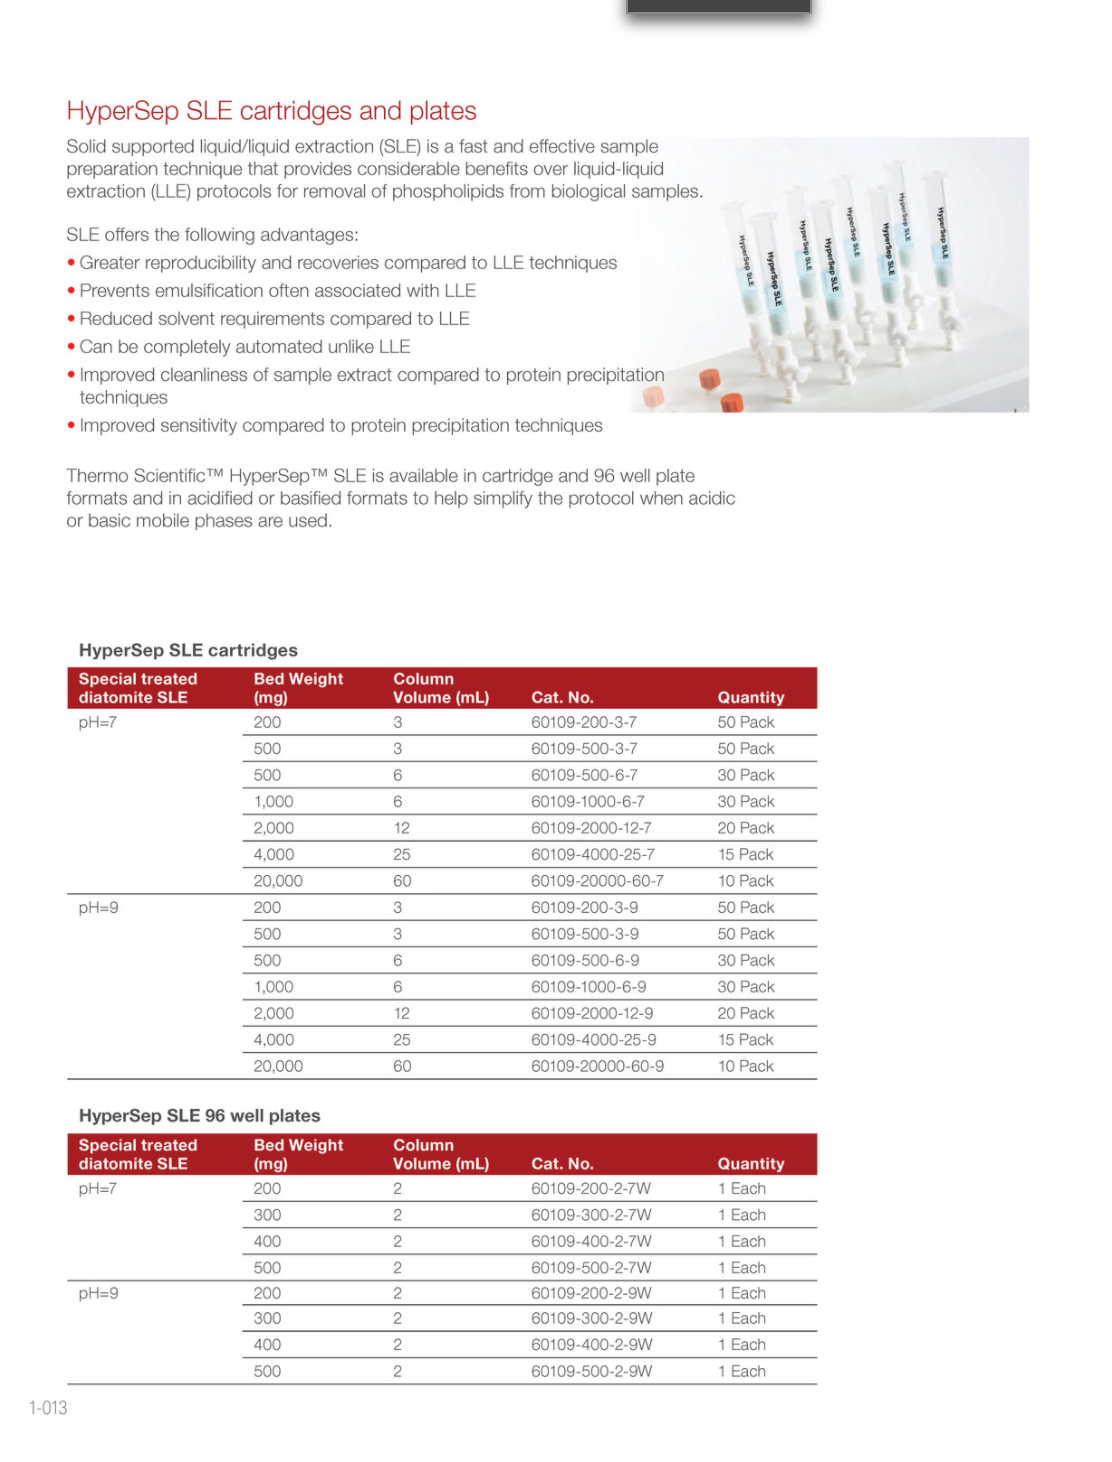 HyperSep SLE cartridges and plates
Solid supported liquid/liquid extraction (SLE) is a fast and effective sample
preparation technique that provides considerable benefits over liquid-liquid
extraction (LLE) protocols for removal of phospholipids from biological samples.
SLE offers the following advantages:
• Greater reproducibility and recoveries compared to LLE techniques
• Prevents emulsification often associated with LLE
• Reduced solvent requirements compared to LLE
• Can be completely automated unlike LLE
• Improved cleanliness of sample extract compared to protein precipitation
techniques
• Improved sensitivity compared to protein precipitation techniques
HyperSep SLE
HyperSep SLE
HyperSep SLE
HyperSep SLE
HyperSep SLE
HyperSep SLE
HyperSep SLE
HyperSep SLE
Thermo Scientific™ HyperSep™ SLE is available in cartridge and 96 well plate
formats and in acidified or basified formats to help simplify the protocol when acidic
or basic mobile phases are used.
HyperSep SLE cartridges
Special treated diatomite SLE Bed Weight (mg) Column Volume (mL) Cat. No. Quantity
pH=7 200 3 60109-200-3-7 50 Pack
500 3 60109-500-3-7 50 Pack
500 6 60109-500-6-7 30 Pack
1,000 6 60109-1000-6-7 30 Pack
2,000 12 60109-2000-12-7 20 Pack
4,000 25 60109-4000-25-7 15 Pack
20,000 60 60109-20000-60-7 10 Pack
pH=9 200 3 60109-200-3-9 50 Pack
500 3 60109-500-3-9 50 Pack
500 6 60109-500-6-9 30 Pack
1,000 6 60109-1000-6-9 30 Pack
2,000 12 60109-2000-12-9 20 Pack
4,000 25 60109-4000-25-9 15 Pack
20,000 60 60109-20000-60-9 10 Pack
HyperSep SLE 96 well plates
Special treated diatomite SLE Bed Weight (mg) Column Volume (mL) Cat. No. Quantity
pH=7 200 2 60109-200-2-7W 1 Each
300 2 60109-300-2-7W 1 Each
400 2 60109-400-2-7W 1 Each
500 2 60109-500-2-7W 1 Each
pH=9 200 2 60109-200-2-9W 1 Each
300 2 60109-300-2-9W 1 Each
400 2 60109-400-2-9W 1 Each
500 2 60109-500-2-9W 1 Each
1-013